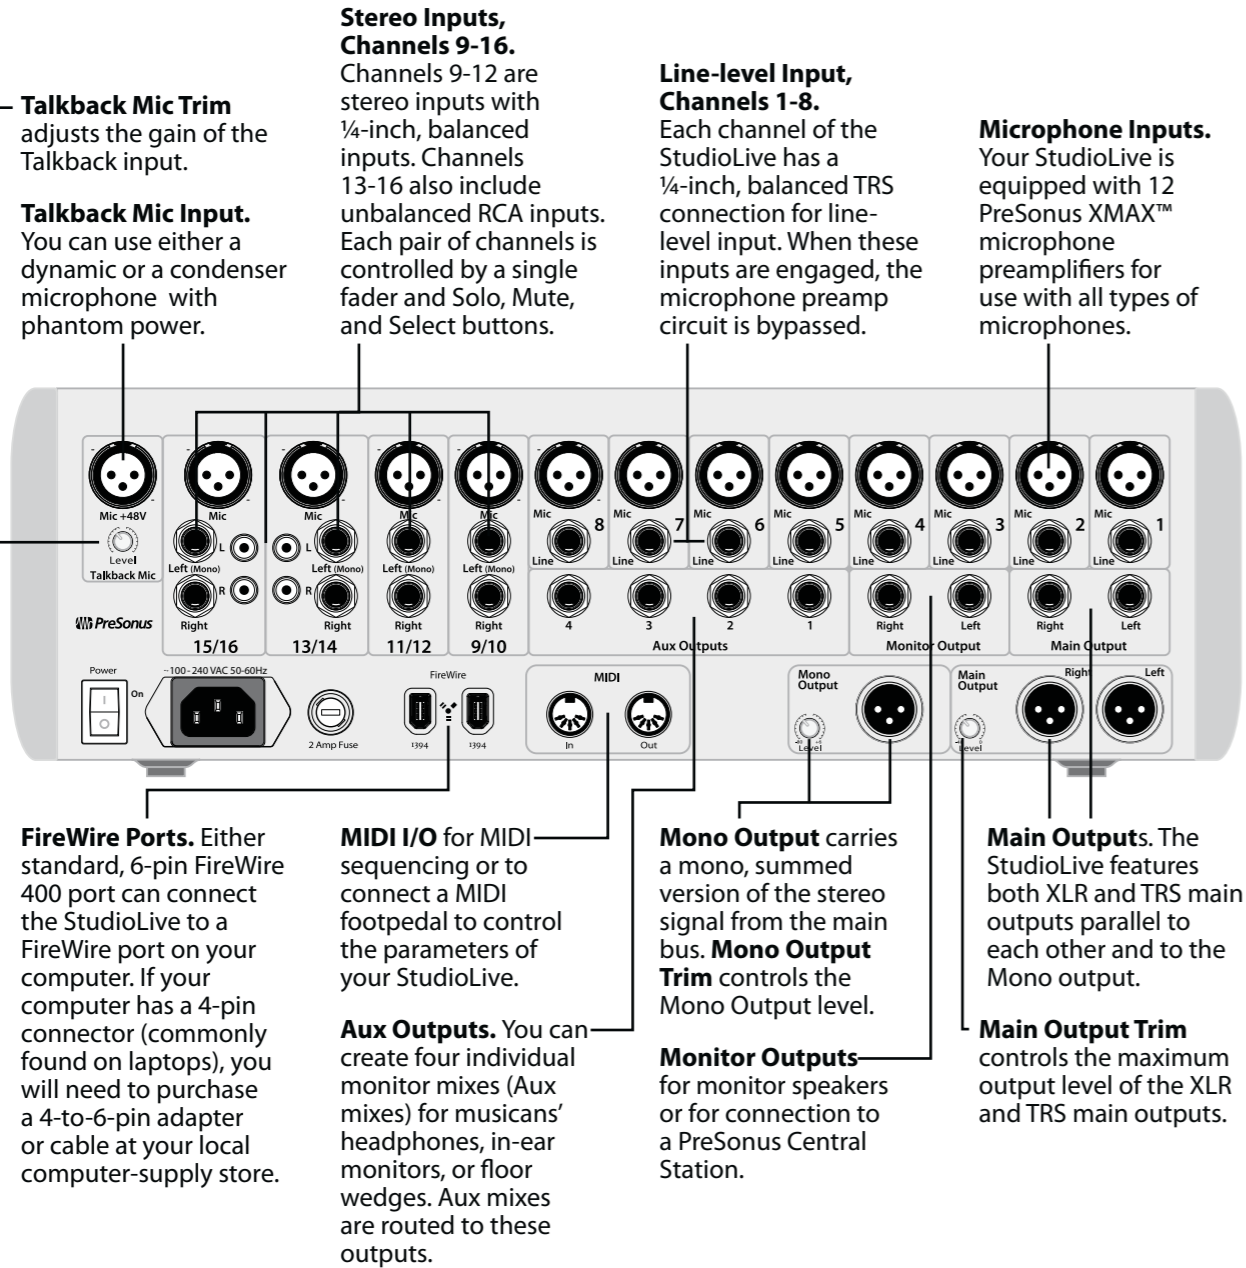 Talkback Mic Trim
adjusts the gain of the
Talkback input.
Talkback Mic Input.
You can use either a
dynamic or a condenser
microphone with
phantom power.
Stereo Inputs,
Channels 9-16.
Channels 9-12 are
stereo inputs with
¼-inch, balanced
inputs. Channels
13-16 also include
unbalanced RCA inputs.
Each pair of channels is
controlled by a single
fader and Solo, Mute,
and Select buttons.
Line-level Input,
Channels 1-8.
Each channel of the
StudioLive has a
¼-inch, balanced TRS
connection for line-
level input. When these
inputs are engaged, the
microphone preamp
circuit is bypassed.
Microphone Inputs.
Your StudioLive is
equipped with 12
PreSonus XMAX™
microphone
preamplifiers for
use with all types of
microphones.
Mic +48V
Level
Talkback Mic
PreSonus
Mic
L
Left (Mono)
R
Right
15/16
Mic
L
Left (Mono)
R
Right
13/14
Mic
Left (Mono)
Right
11/12
Mic
Left (Mono)
Right
9/10
Mic
8
Line
Mic
7
Line
Mic
6
Line
Mic
5
Line
Mic
4
Line
Mic
3
Line
Mic
2
Line
Mic
1
Line
4 3 2 1
Aux Outputs
Right Left
Monitor Output
Right Left
Main Output
Power
On
~100-240 VAC 50-60Hz
2 Amp Fuse
FireWire
1394 1394
MIDI
In Out
Mono
Output
Level
Main
Output
Level
Right Left
FireWire Ports. Either
standard, 6-pin FireWire
400 port can connect
the StudioLive to a
FireWire port on your
computer. If your
computer has a 4-pin
connector (commonly
found on laptops), you
will need to purchase
a 4-to-6-pin adapter
or cable at your local
computer-supply store.
MIDI I/O for MIDI
sequencing or to
connect a MIDI
footpedal to control
the parameters of
your StudioLive.
Aux Outputs. You can
create four individual
monitor mixes (Aux
mixes) for musicans'
headphones, in-ear
monitors, or floor
wedges. Aux mixes
are routed to these
outputs.
Mono Output carries
a mono, summed
version of the stereo
signal from the main
bus. Mono Output
Trim controls the
Mono Output level.
Monitor Outputs
for monitor speakers
or for connection to
a PreSonus Central
Station.
Main Outputs. The
StudioLive features
both XLR and TRS main
outputs parallel to
each other and to the
Mono output.
Main Output Trim
controls the maximum
output level of the XLR
and TRS main outputs.